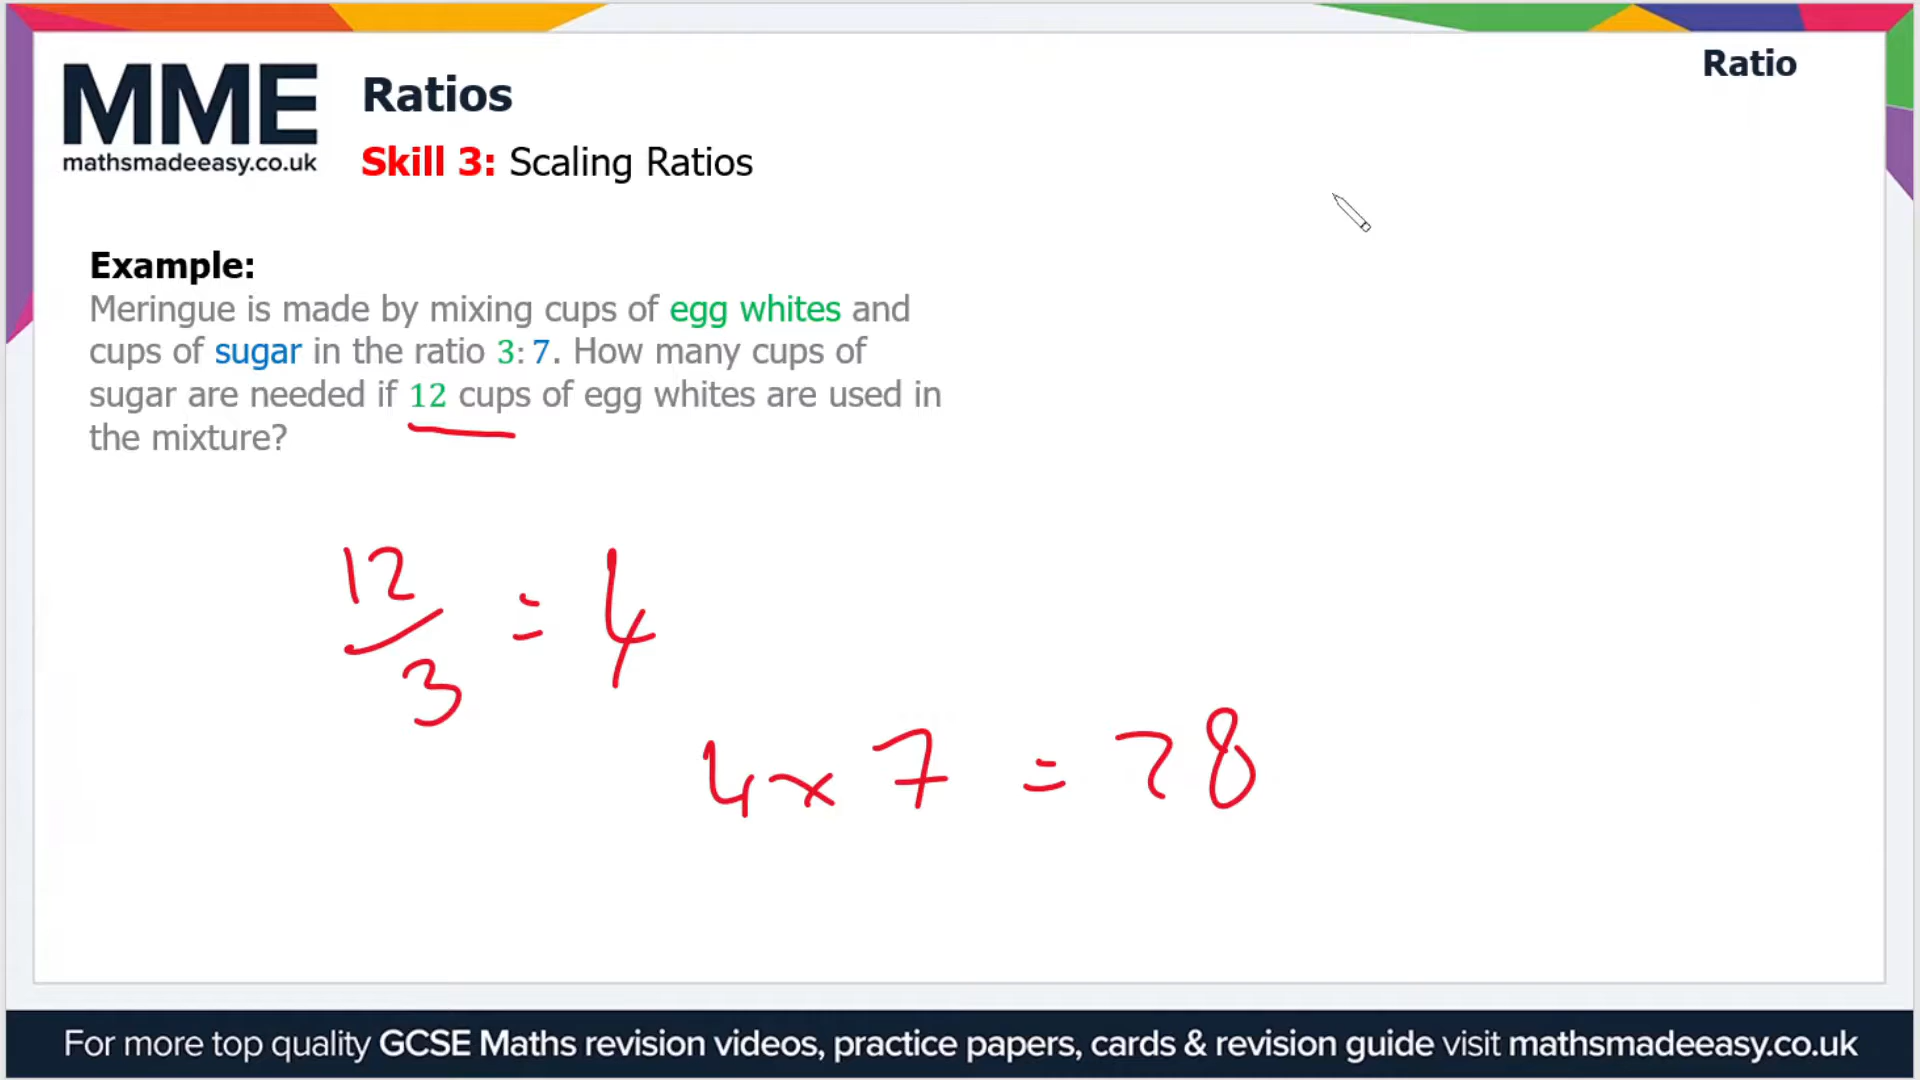 MME
mathsmadeeasy.co.uk
Ratios
Skill 3: Scaling Ratios
Ratio
Example:
Meringue is made by mixing cups of egg whites and
cups of sugar in the ratio 3:7. How many cups of
sugar are needed if 12 cups of egg whites are used in
the mixture?
12/3 = 4
4 x 7 = 28
For more top quality GCSE Maths revision videos, practice papers, cards & revision guide visit mathsmadeeasy.co.uk